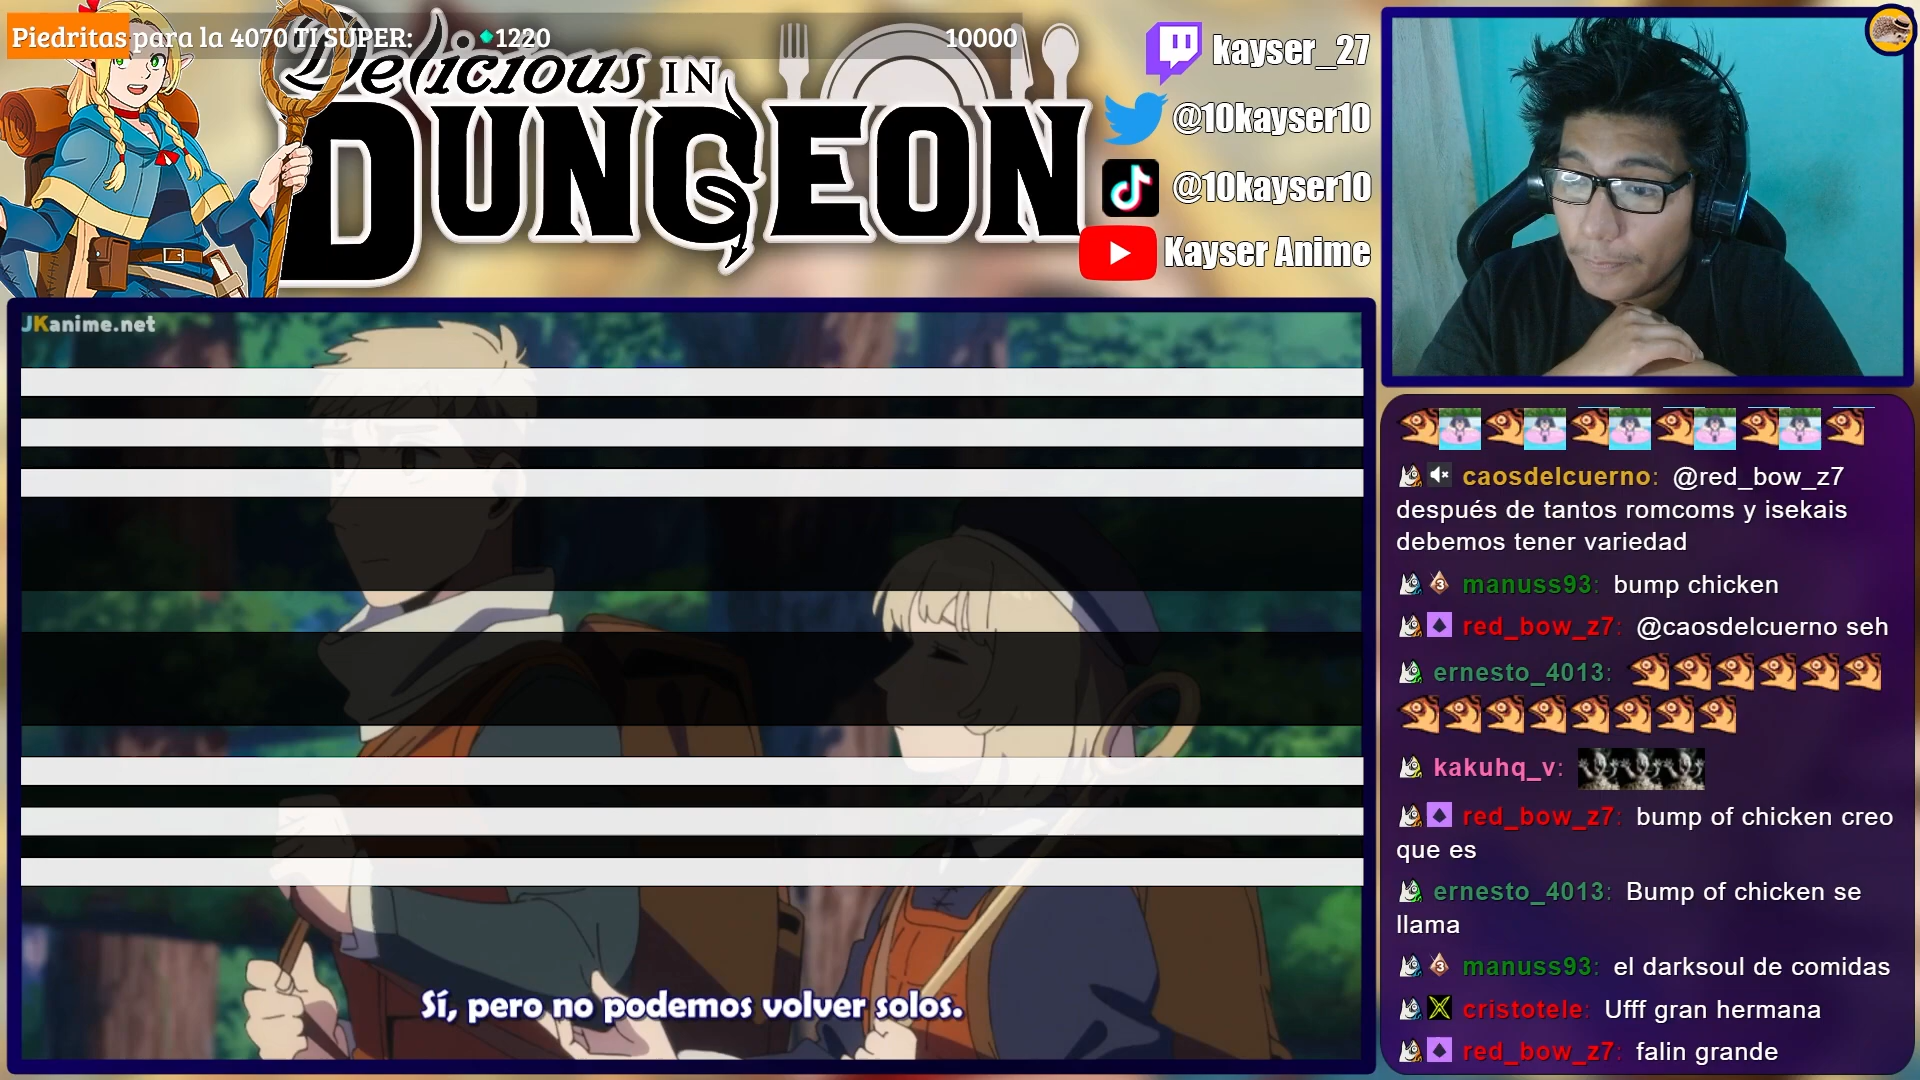 Piedritas para la 4070 TI SUPER:
1220
10000
Delicious IN
DUNGEON
kayser_27
@10kayser10
@10kayser10
Kayser Anime
JKanime.net
Sí, pero no podemos volver solos.
caosdelcuerno: @red_bow_z7
después de tantos romcoms y isekais
debemos tener variedad
manuss93: bump chicken
red_bow_z7: @caosdelcuerno seh
ernesto_4013:
kakuhq_v:
red_bow_z7: bump of chicken creo
que es
ernesto_4013: Bump of chicken se
llama
manuss93: el darksoul de comidas
cristotele: Ufff gran hermana
red_bow_z7: falin grande